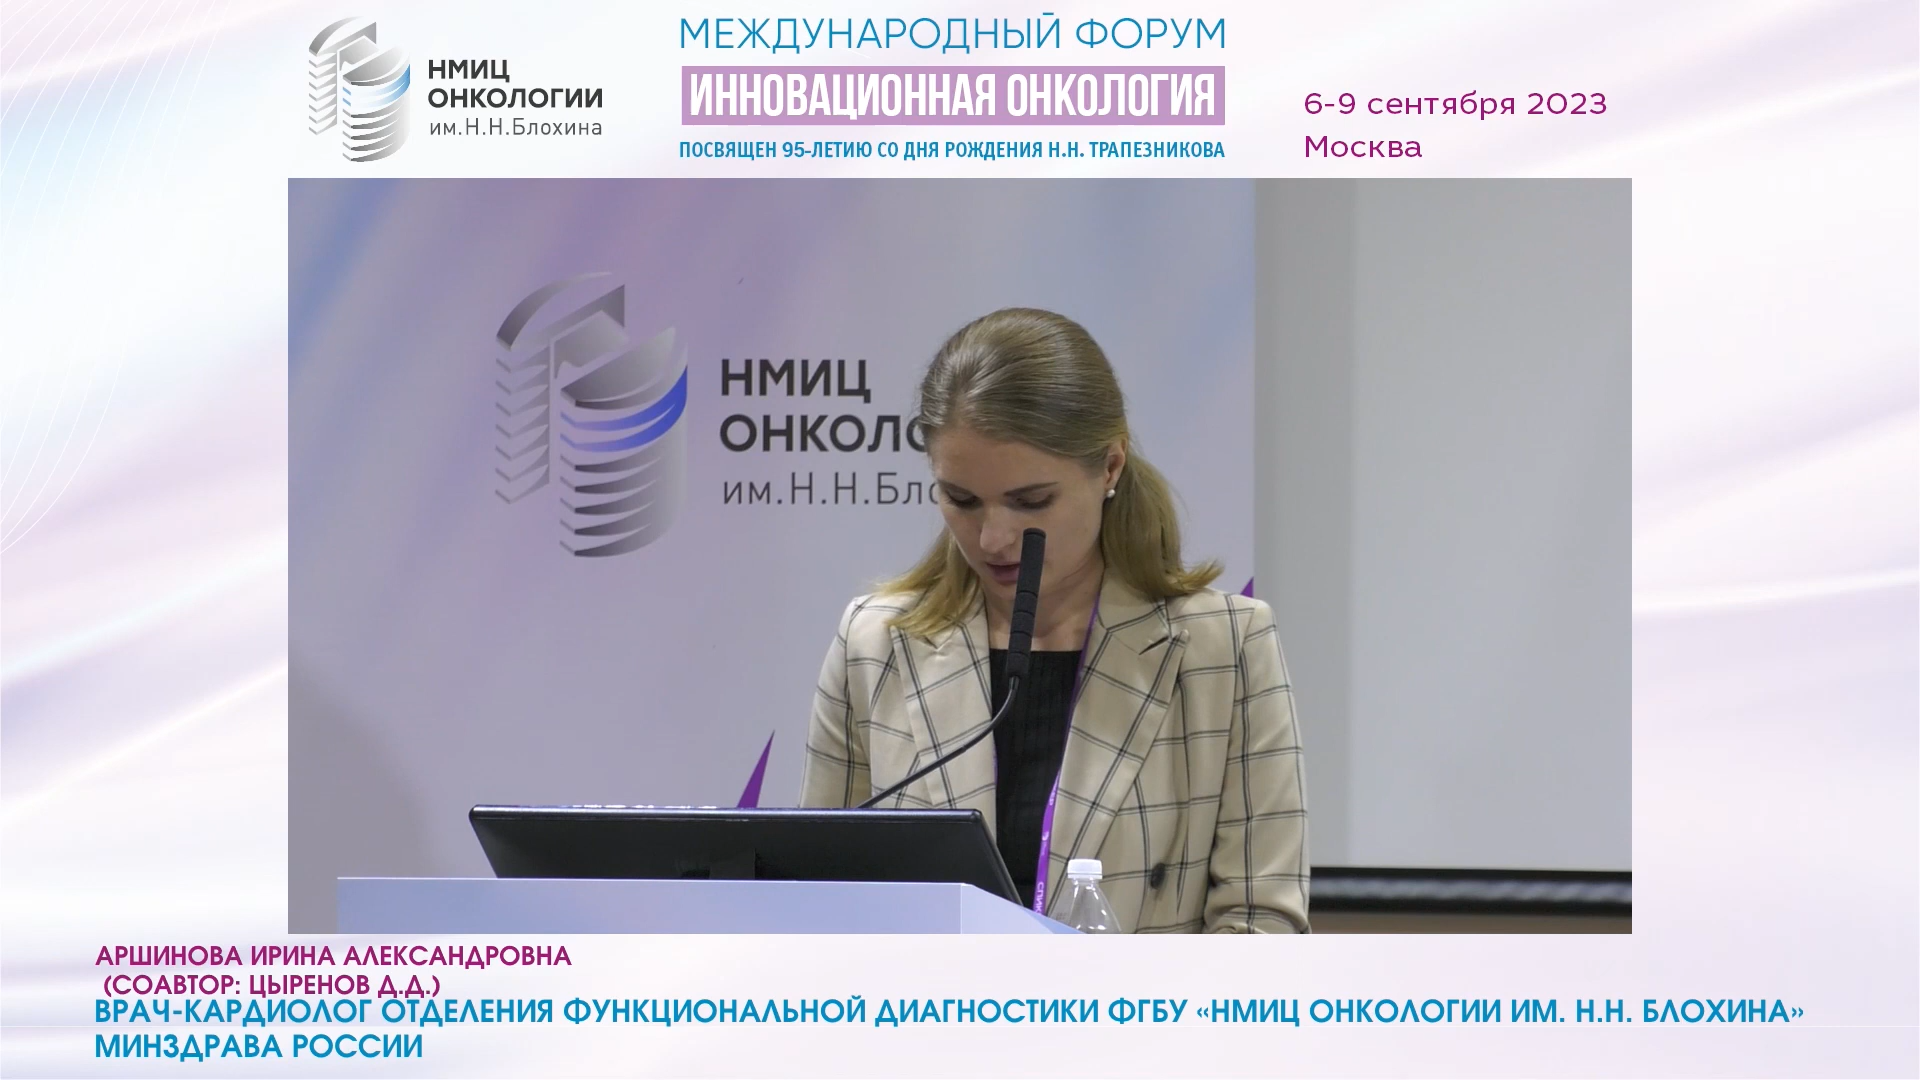 НМИЦ
ОНКОЛОГИИ
им.Н.Н.Блохина
МЕЖДУНАРОДНЫЙ ФОРУМ
ИННОВАЦИОННАЯ ОНКОЛОГИЯ
ПОСВЯЩЕН 95-ЛЕТИЮ СО ДНЯ РОЖДЕНИЯ Н.Н. ТРАПЕЗНИКОВА
6-9 сентября 2023
Москва
НМИЦ
ОНКОЛО
им.Н.Н.Бло
АРШИНОВА ИРИНА АЛЕКСАНДРОВНА
(СОАВТОР: ЦЫРЕНОВ Д.Д.)
ВРАЧ-КАРДИОЛОГ ОТДЕЛЕНИЯ ФУНКЦИОНАЛЬНОЙ ДИАГНОСТИКИ ФГБУ «НМИЦ ОНКОЛОГИИ ИМ. Н.Н. БЛОХИНА»
МИНЗДРАВА РОССИИ